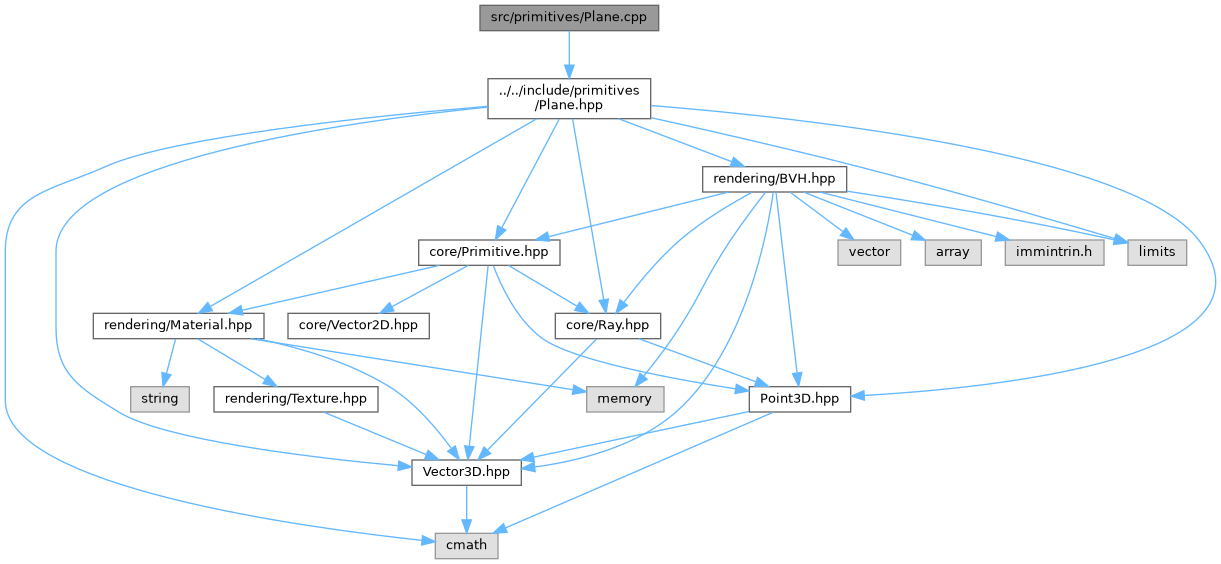 src/primitives/Plane.cpp
../../include/primitives
/Plane.hpp
rendering/BVH.hpp
core/Primitive.hpp
vector
array
immintrin.h
limits
rendering/Material.hpp
core/Vector2D.hpp
core/Ray.hpp
string
rendering/Texture.hpp
memory
Point3D.hpp
Vector3D.hpp
cmath